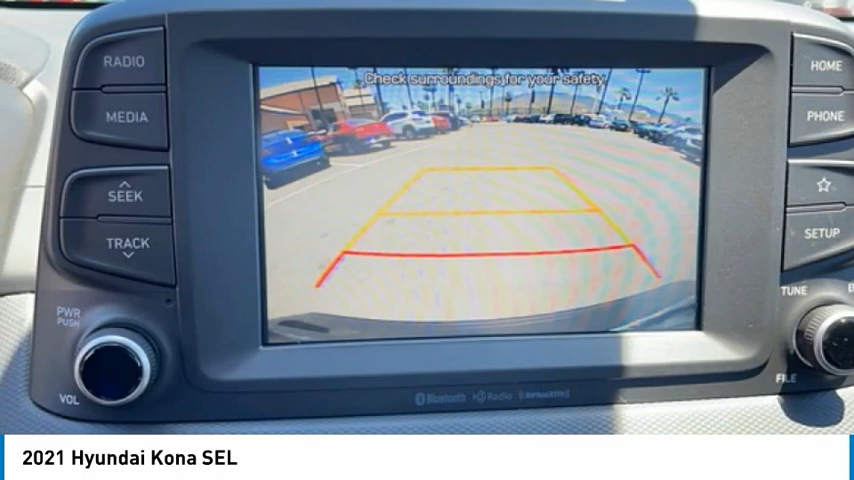 Check surroundings for your safety
RADIO
MEDIA
SEEK
TRACK
PWR
PUSH
VOL
HOME
PHONE
SETUP
TUNE
FILE
Bluetooth HD Radio SiriusXM
2021 Hyundai Kona SEL